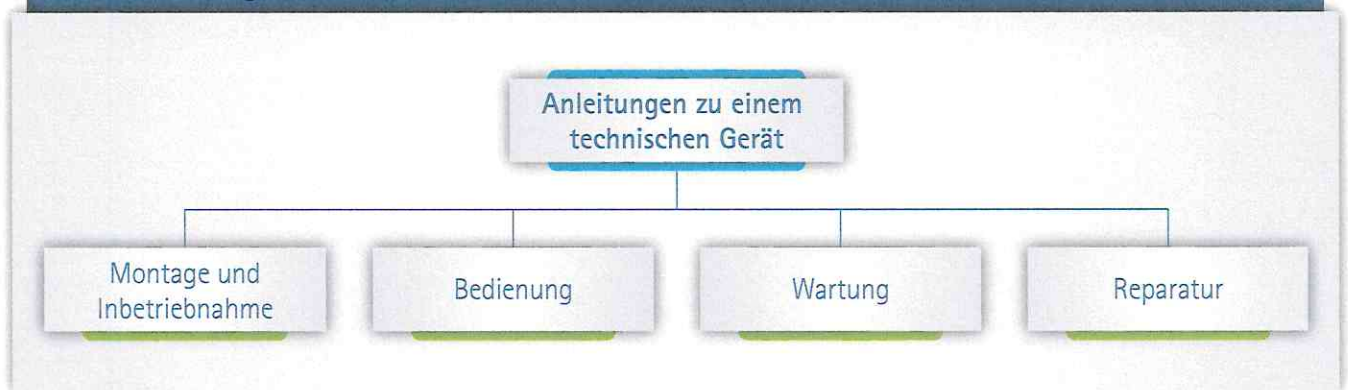 Anleitungen zu einem
technischen Gerät
Montage und
Inbetriebnahme
Bedienung
Wartung
Reparatur